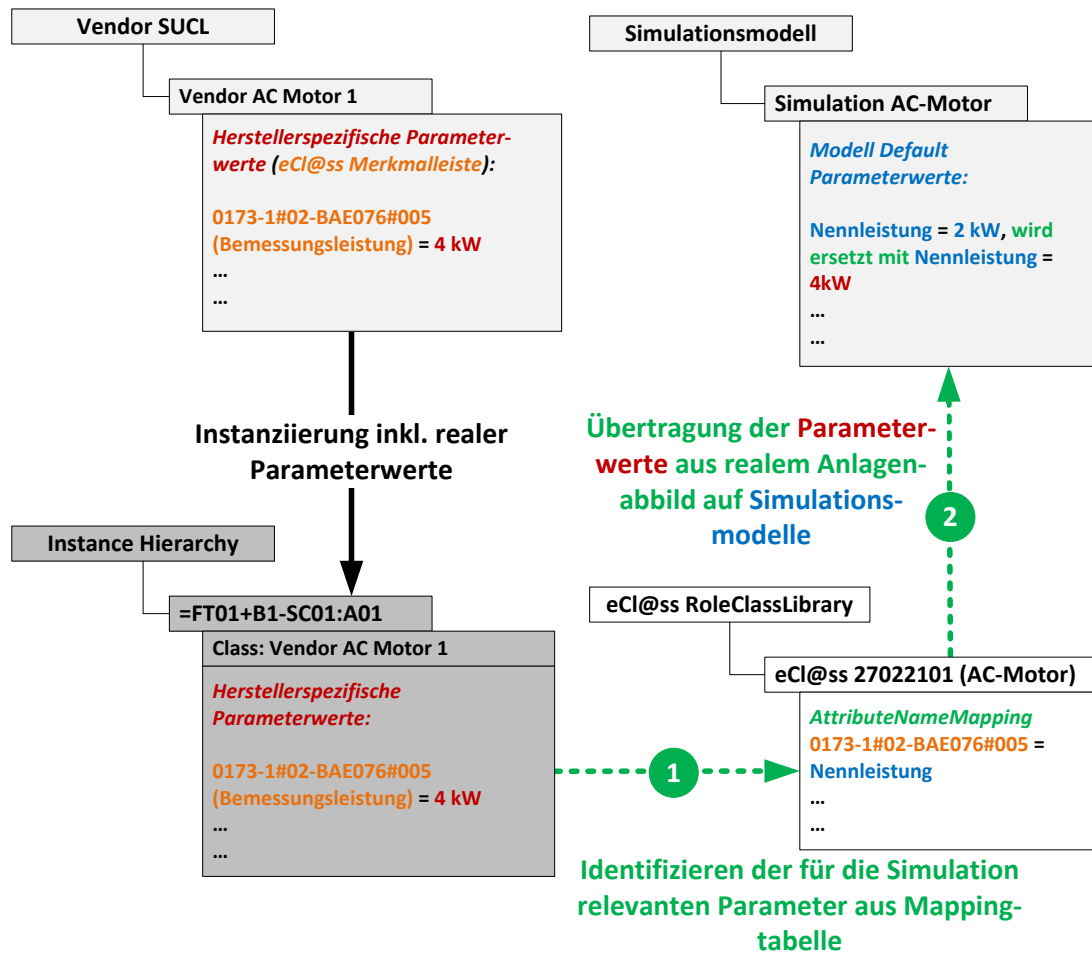 Vendor SUCL
Vendor AC Motor 1
Herstellerspezifische Parameter-
werte (eCl@ss Merkmalleiste):
0173-1#02-BAE076#005
(Bemessungsleistung) = 4 kW
...
...
Instanziierung inkl. realer
Parameterwerte
Instance Hierarchy
=FT01+B1-SC01:A01
Class: Vendor AC Motor 1
Herstellerspezifische
Parameterwerte:
0173-1#02-BAE076#005
(Bemessungsleistung) = 4 kW
...
...
Simulationsmodell
Simulation AC-Motor
Modell Default
Parameterwerte:
Nennleistung = 2 kW, wird
ersetzt mit Nennleistung =
4kW
...
...
Übertragung der Parameter-
werte aus realem Anlagen-
abbild auf Simulations-
modelle
2
eCl@ss RoleClassLibrary
eCl@ss 27022101 (AC-Motor)
AttributeNameMapping
0173-1#02-BAE076#005 =
Nennleistung
...
...
1
Identifizieren der für die Simulation
relevanten Parameter aus Mapping-
tabelle